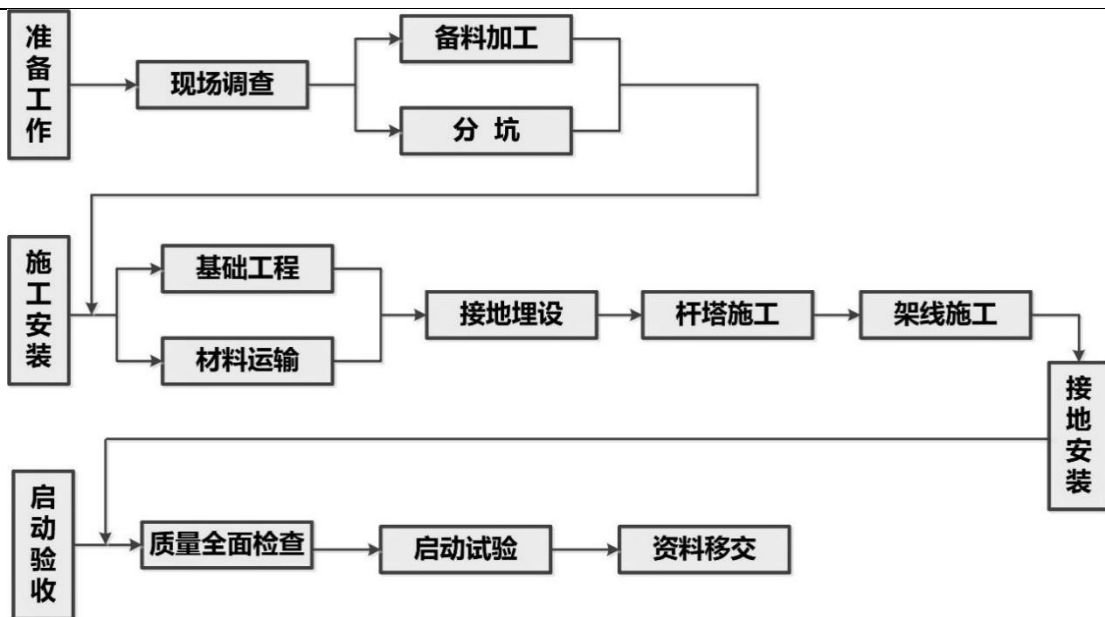 准备工作
现场调查
备料加工
分 坑
施工安装
基础工程
材料运输
接地埋设
杆塔施工
架线施工
接地安装
启动验收
质量全面检查
启动试验
资料移交